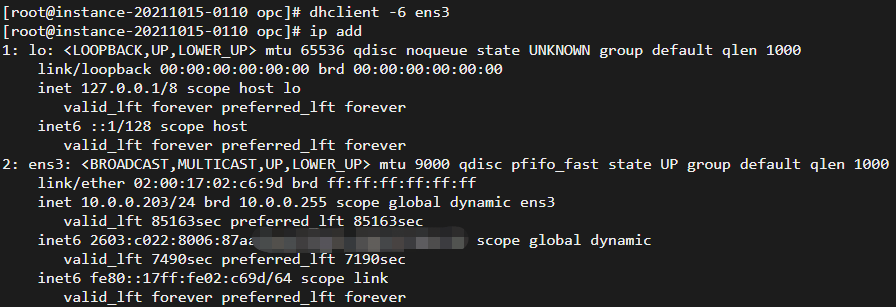 [root@instance-20211015-0110 opc]# dhclient -6 ens3
[root@instance-20211015-0110 opc]# ip add
1: lo: <LOOPBACK,UP,LOWER_UP> mtu 65536 qdisc noqueue state UNKNOWN group default qlen 1000
    link/loopback 00:00:00:00:00:00 brd 00:00:00:00:00:00
    inet 127.0.0.1/8 scope host lo
       valid_lft forever preferred_lft forever
    inet6 ::1/128 scope host
       valid_lft forever preferred_lft forever
2: ens3: <BROADCAST,MULTICAST,UP,LOWER_UP> mtu 9000 qdisc pfifo_fast state UP group default qlen 1000
    link/ether 02:00:17:02:c6:9d brd ff:ff:ff:ff:ff:ff
    inet 10.0.0.203/24 brd 10.0.0.255 scope global dynamic ens3
       valid_lft 85163sec preferred_lft 85163sec
    inet6 2603:c022:8006:87a scope global dynamic
       valid_lft 7490sec preferred_lft 7190sec
    inet6 fe80::17ff:fe02:c69d/64 scope link
       valid_lft forever preferred_lft forever